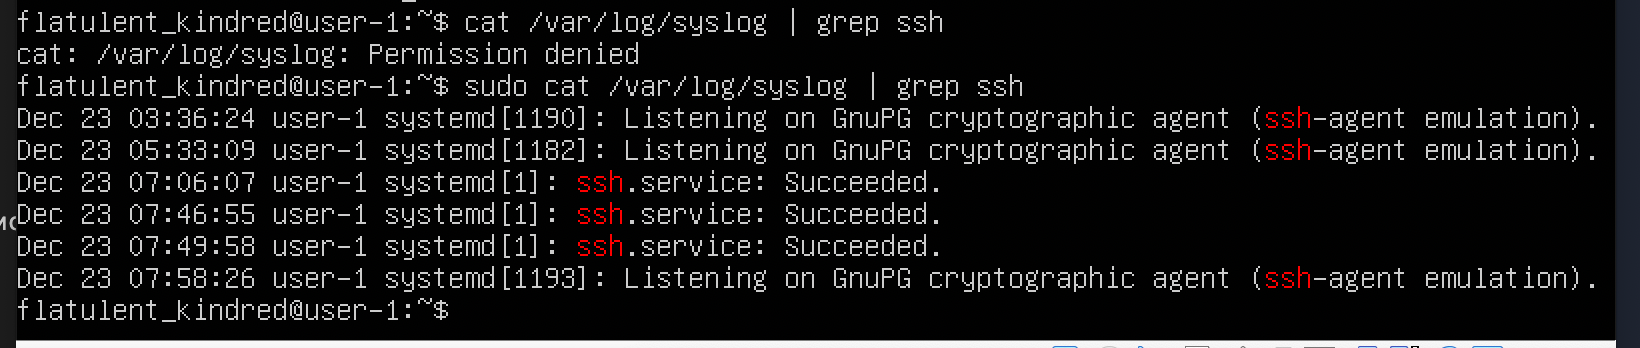 flatulent_kindred@user-1:~$ cat /var/log/syslog | grep ssh
cat: /var/log/syslog: Permission denied
flatulent_kindred@user-1:~$ sudo cat /var/log/syslog | grep ssh
Dec 23 03:36:24 user-1 systemd[1190]: Listening on GnuPG cryptographic agent (ssh-agent emulation).
Dec 23 05:33:09 user-1 systemd[1182]: Listening on GnuPG cryptographic agent (ssh-agent emulation).
Dec 23 07:06:07 user-1 systemd[1]: ssh.service: Succeeded.
Dec 23 07:46:55 user-1 systemd[1]: ssh.service: Succeeded.
Dec 23 07:49:58 user-1 systemd[1]: ssh.service: Succeeded.
Dec 23 07:58:26 user-1 systemd[1193]: Listening on GnuPG cryptographic agent (ssh-agent emulation).
flatulent_kindred@user-1:~$